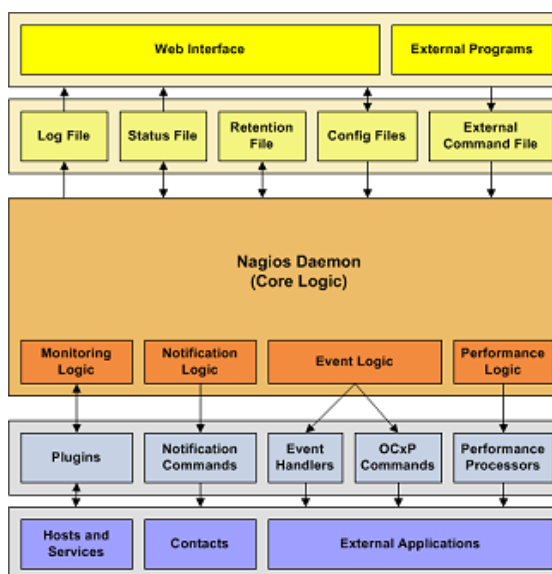 Web Interface
External Programs
Log File
Status File
Retention
File
Config Files
External
Command File
Nagios Daemon
(Core Logic)
Monitoring
Logic
Notification
Logic
Event Logic
Performance
Logic
Plugins
Notification
Commands
Event
Handlers
OCxP
Commands
Performance
Processors
Hosts and
Services
Contacts
External Applications